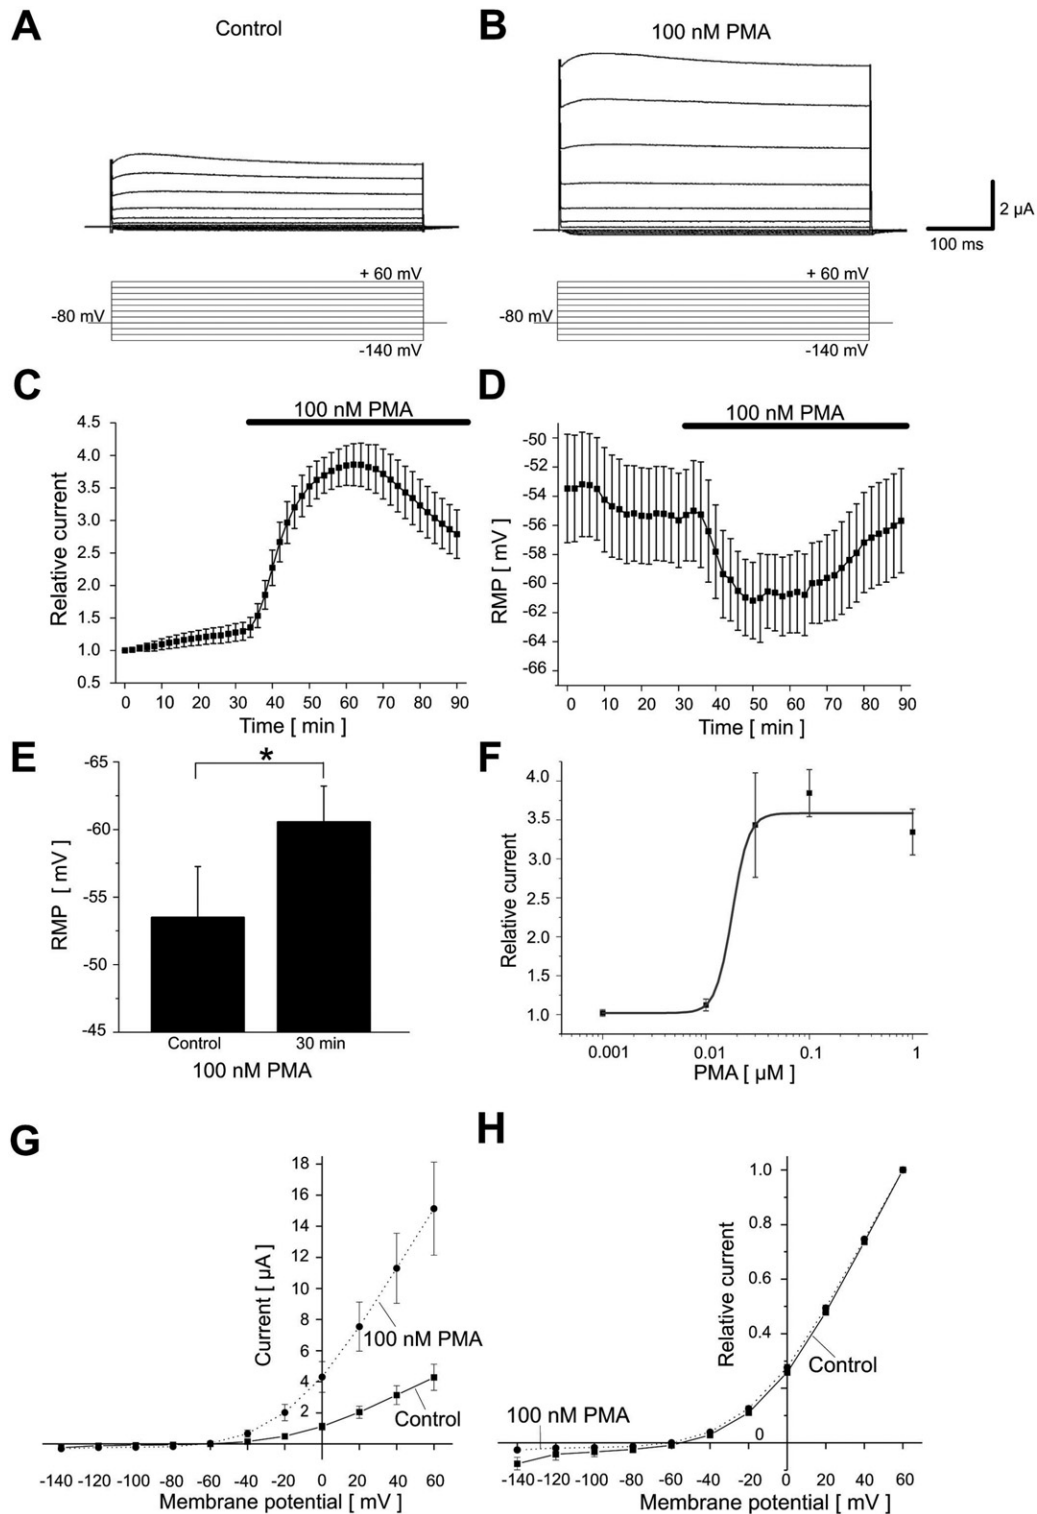 A
Control
B
100 nM PMA
2 µA
100 ms
+ 60 mV
-80 mV
-140 mV
+ 60 mV
-80 mV
-140 mV
C
100 nM PMA
Relative current
4.5
4.0
3.5
3.0
2.5
2.0
1.5
1.0
0.5
0 10 20 30 40 50 60 70 80 90
Time [ min ]
D
100 nM PMA
RMP [ mV ]
-50
-52
-54
-56
-58
-60
-62
-64
-66
0 10 20 30 40 50 60 70 80 90
Time [ min ]
E
RMP [ mV ]
-65
-60
-55
-50
-45
*
Control 30 min
100 nM PMA
F
Relative current
4.0
3.5
3.0
2.5
2.0
1.5
1.0
0.001 0.01 0.1 1
PMA [ µM ]
G
Current [ µA ]
18
16
14
12
10
8
6
4
2
100 nM PMA
Control
-140 -120 -100 -80 -60 -40 -20 0 20 40 60
Membrane potential [ mV ]
H
Relative current
1.0
0.8
0.6
0.4
0
Control
100 nM PMA
-140 -120 -100 -80 -60 -40 -20 0 20 40 60
Membrane potential [ mV ]